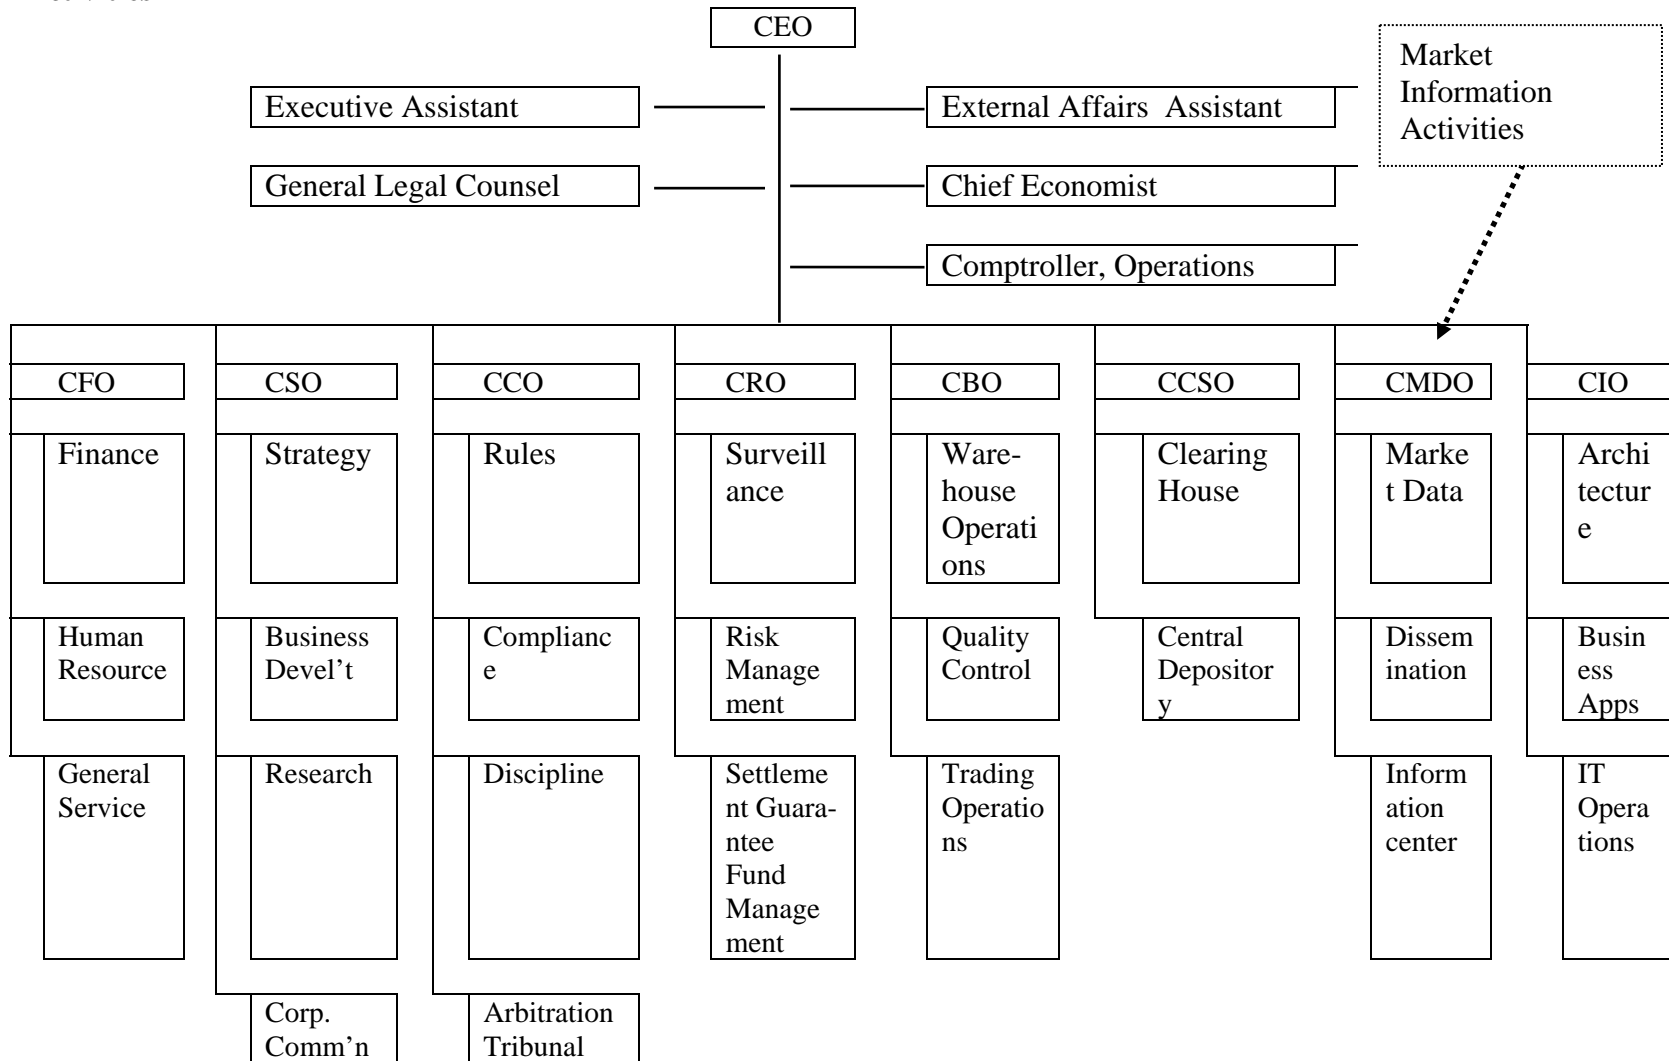 CEO
Market
Information
Activities
Executive Assistant
External Affairs Assistant
General Legal Counsel
Chief Economist
Comptroller, Operations
CFO
CSO
CCO
CRO
CBO
CCSO
CMDO
CIO
Finance
Strategy
Rules
Surveill
ance
Ware-
house
Operati
ons
Clearing
House
Marke
t Data
Archi
tectur
e
Human
Resource
Business
Devel’t
Complianc
e
Risk
Manage
ment
Quality
Control
Central
Depositor
y
Dissem
ination
Busin
ess
Apps
General
Service
Research
Discipline
Settleme
nt Guara-
ntee
Fund
Manage
ment
Trading
Operatio
ns
Inform
ation
center
IT
Opera
tions
Corp.
Comm’n
Arbitration
Tribunal